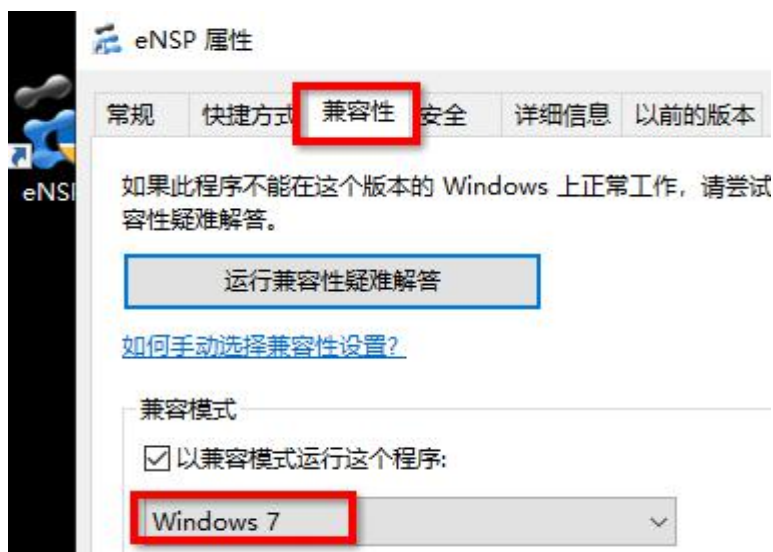 eNSP 属性
常规 快捷方式 兼容性 安全 详细信息 以前的版本
eNSP
如果此程序不能在这个版本的 Windows 上正常工作，请尝试
容性疑难解答。
运行兼容性疑难解答
如何手动选择兼容性设置?
兼容模式
以兼容模式运行这个程序:
Windows 7